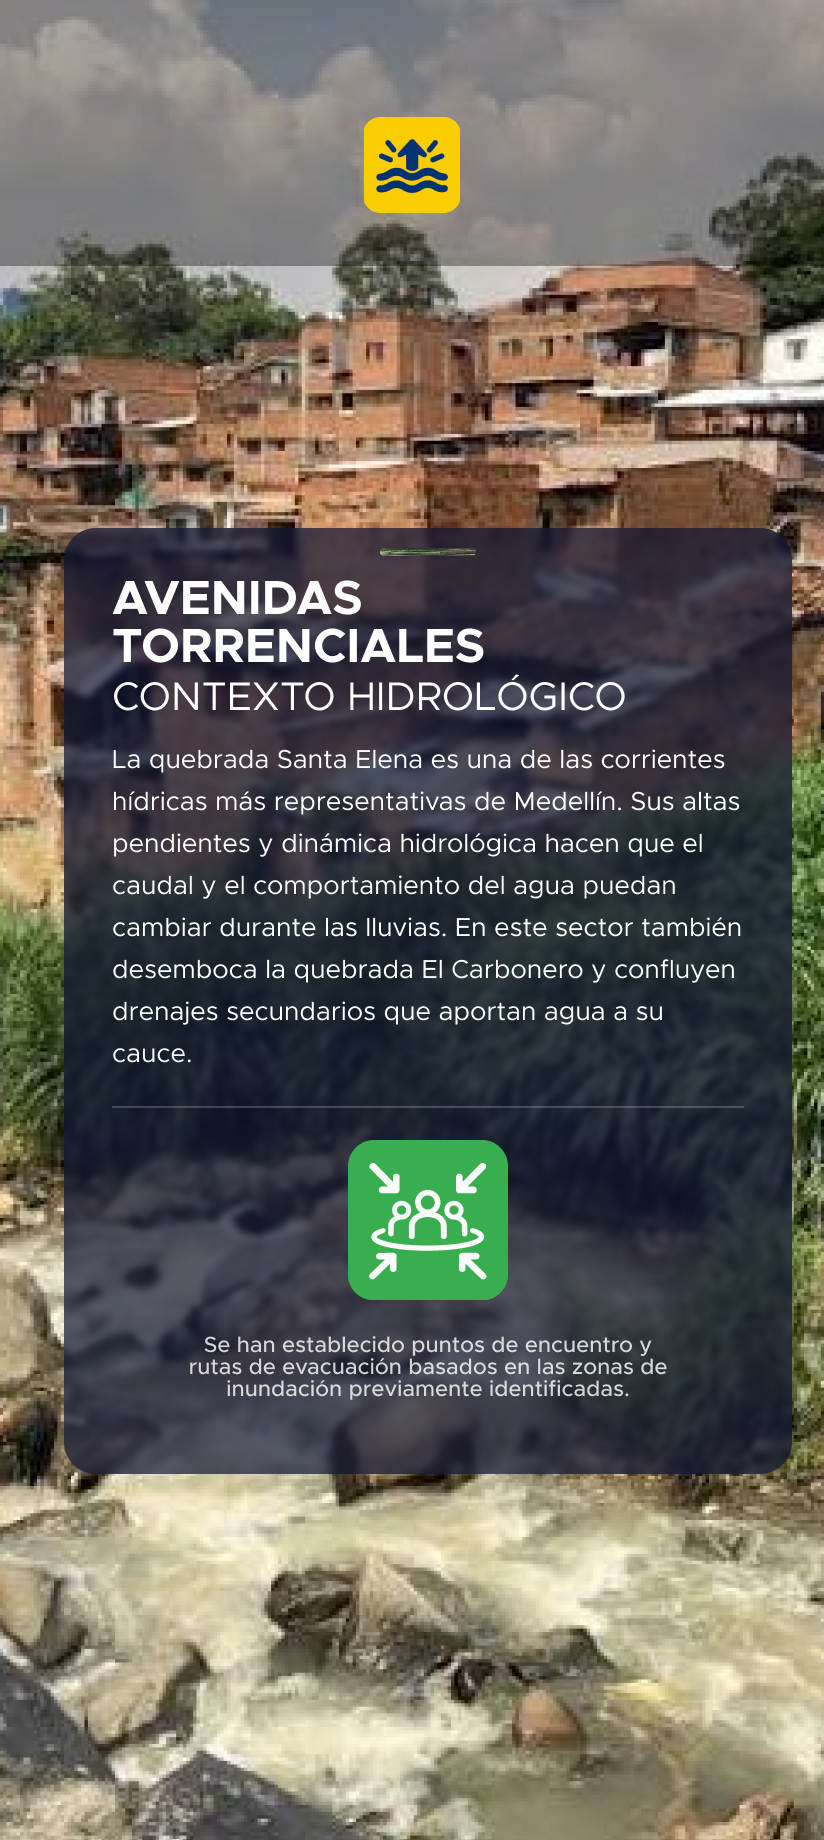 AVENIDAS
TORRENCIALES
CONTEXTO HIDROLÓGICO
La quebrada Santa Elena es una de las corrientes
hídricas más representativas de Medellín. Sus altas
pendientes y dinámica hidrológica hacen que el
caudal y el comportamiento del agua puedan
cambiar durante las lluvias. En este sector también
desemboca la quebrada El Carbonero y confluyen
drenajes secundarios que aportan agua a su
cauce.
Se han establecido puntos de encuentro y
rutas de evacuación basados en las zonas de
inundación previamente identificadas.